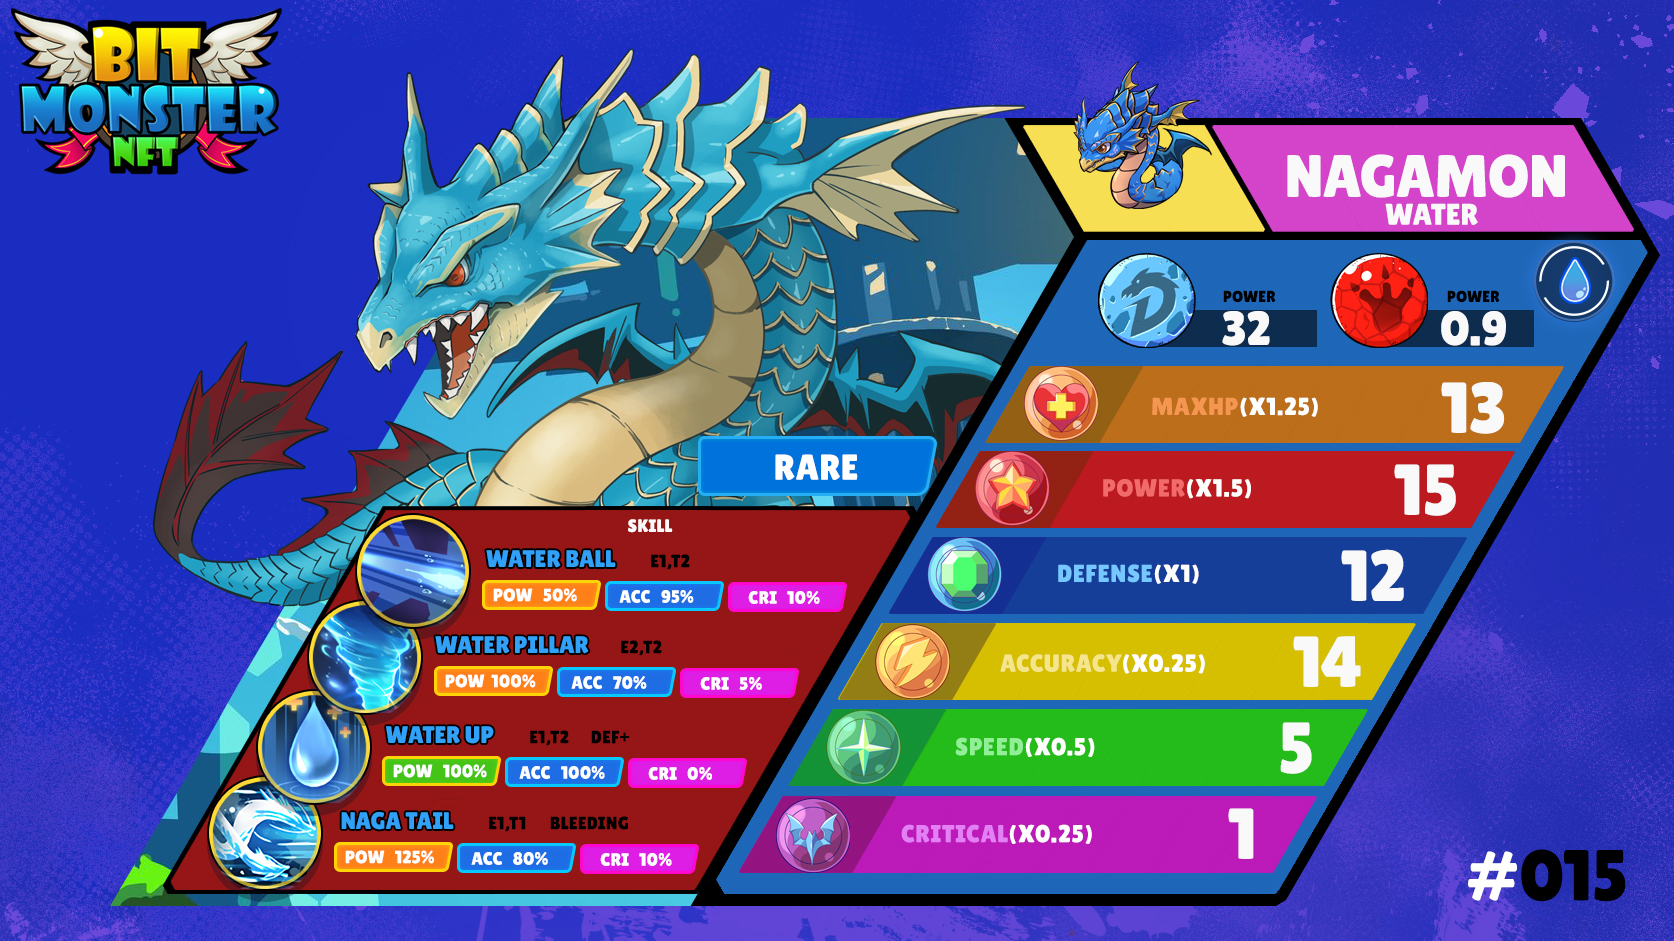 BIT
MONSTER
NFT
NAGAMON
WATER
POWER
32
POWER
0.9
MAXHP(X1.25) 13
POWER(X1.5) 15
DEFENSE(X1) 12
ACCURACY(X0.25) 14
SPEED(X0.5) 5
CRITICAL(X0.25) 1
RARE
SKILL
WATER BALL E1,T2
POW 50% ACC 95% CRI 10%
WATER PILLAR E2,T2
POW 100% ACC 70% CRI 5%
WATER UP E1,T2 DEF+
POW 100% ACC 100% CRI 0%
NAGA TAIL E1,T1 BLEEDING
POW 125% ACC 80% CRI 10%
#015